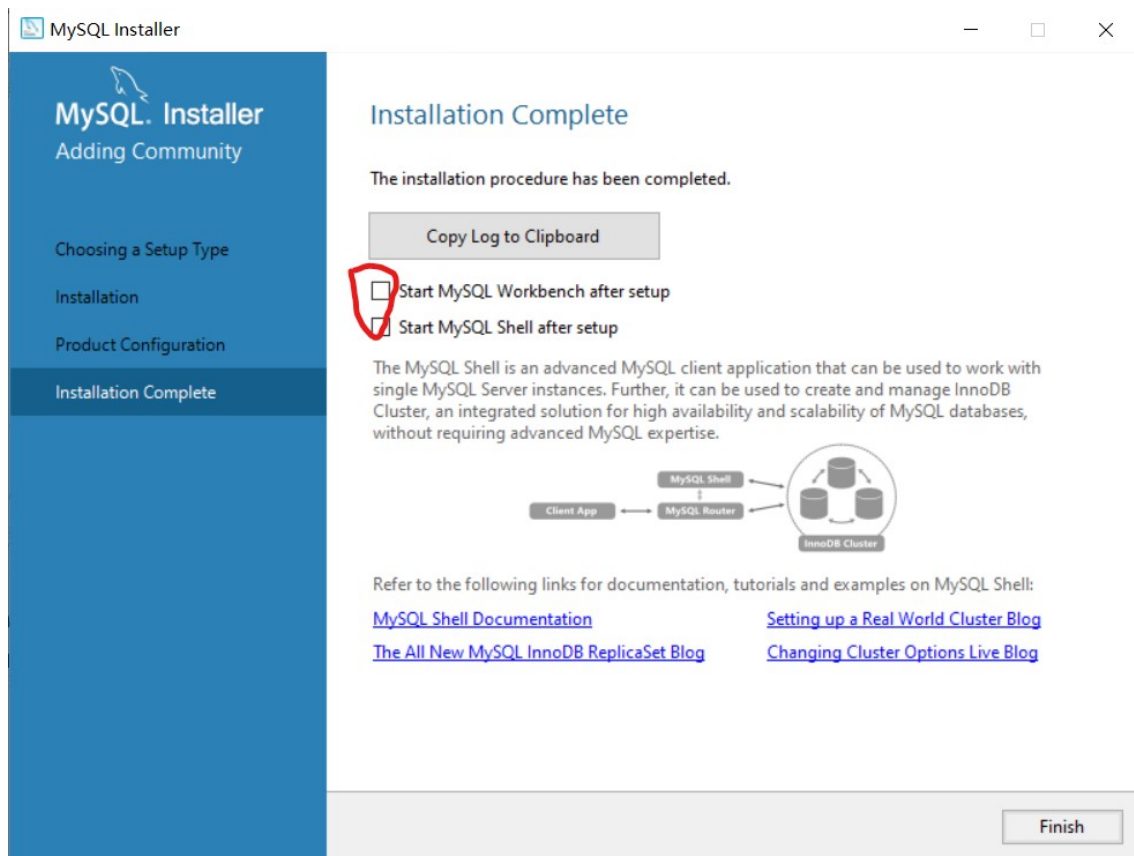 MySQL Installer
MySQL. Installer
Adding Community
Choosing a Setup Type
Installation
Product Configuration
Installation Complete
Installation Complete
The installation procedure has been completed.
Copy Log to Clipboard
Start MySQL Workbench after setup
Start MySQL Shell after setup
The MySQL Shell is an advanced MySQL client application that can be used to work with
single MySQL Server instances. Further, it can be used to create and manage InnoDB
Cluster, an integrated solution for high availability and scalability of MySQL databases,
without requiring advanced MySQL expertise.
MySQL Shell
Client App
MySQL Router
InnoDB Cluster
Refer to the following links for documentation, tutorials and examples on MySQL Shell:
MySQL Shell Documentation
Setting up a Real World Cluster Blog
The All New MySQL InnoDB ReplicaSet Blog
Changing Cluster Options Live Blog
Finish